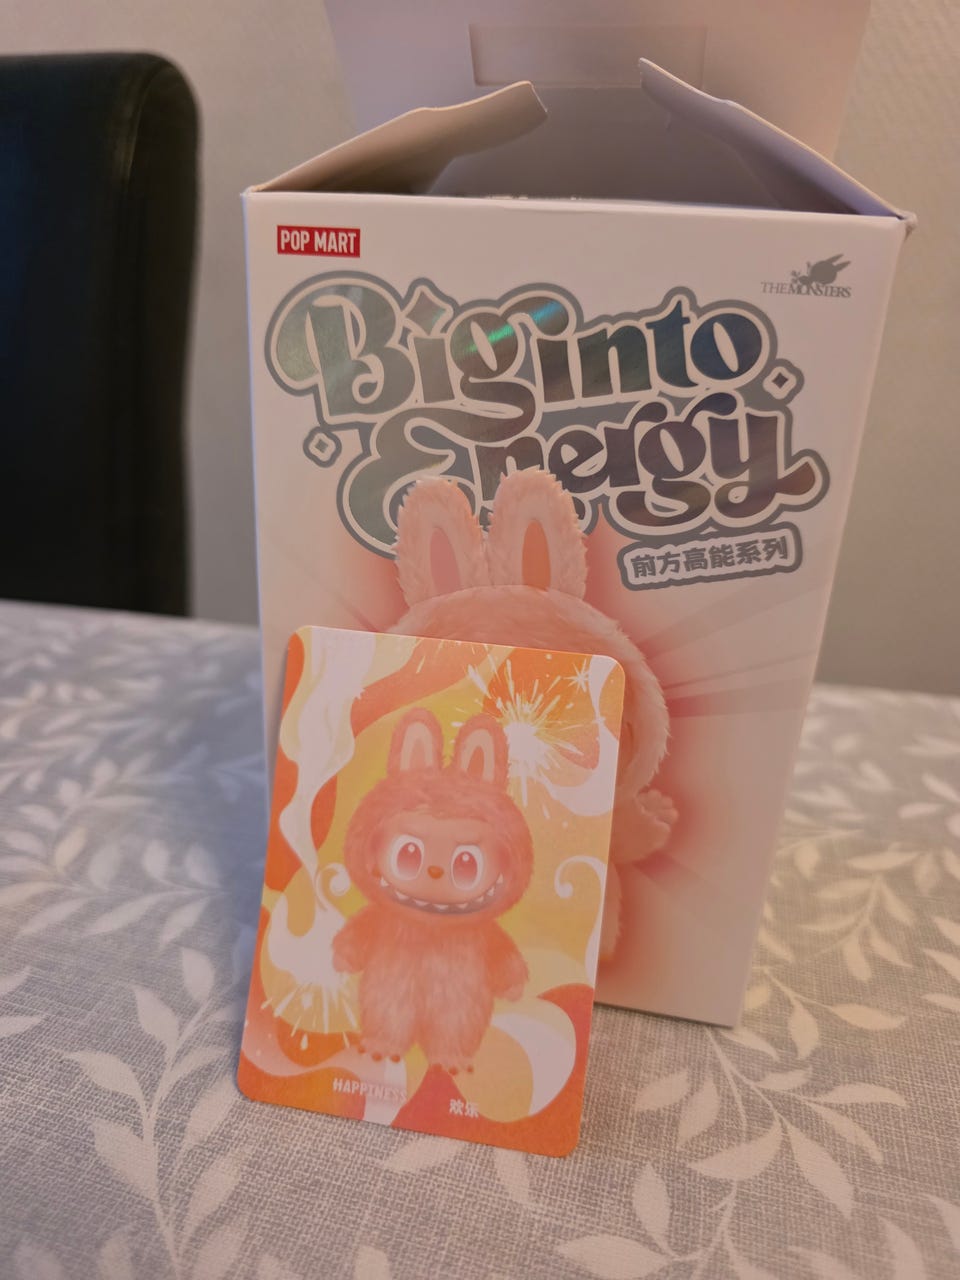 POP MART
THE MONSTERS
Big into
Energy
前方高能系列
HAPPINESS
欢乐